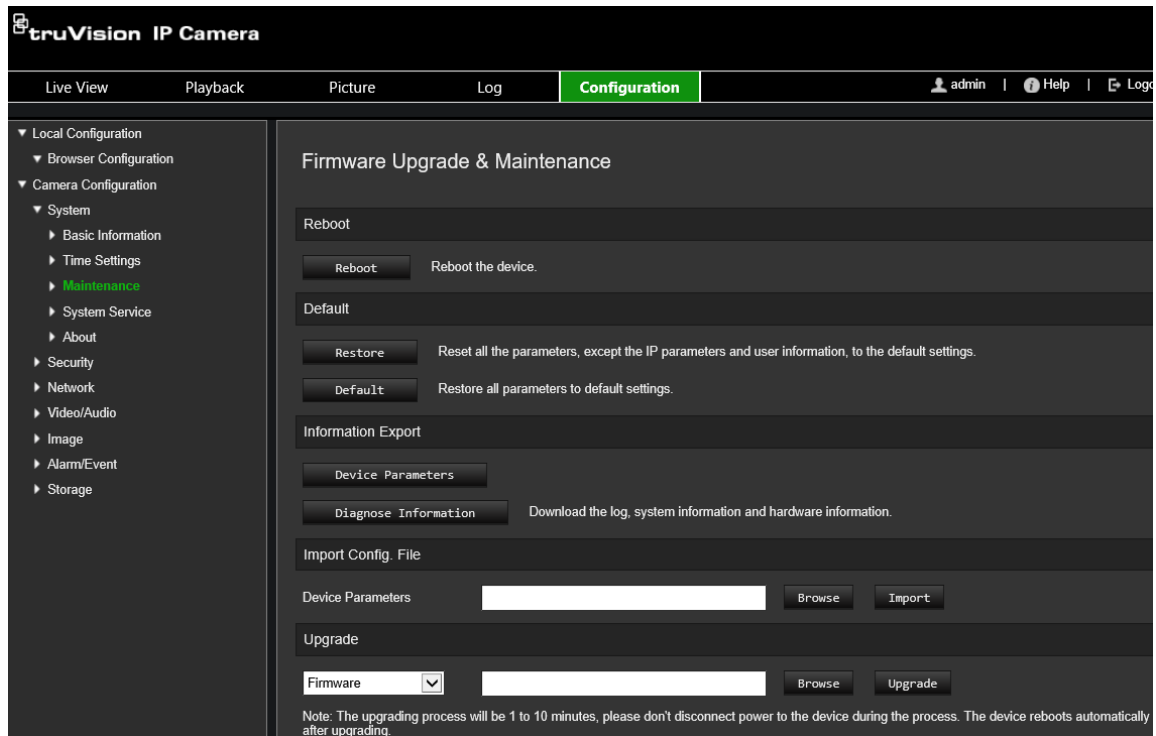 truVision IP Camera
Live View Playback Picture Log Configuration admin | Help |
Local Configuration
Browser Configuration
Camera Configuration
System
Basic Information
Time Settings
Maintenance
System Service
About
Security
Network
Video/Audio
Image
Alarm/Event
Storage
Firmware Upgrade & Maintenance
Reboot
Reboot Reboot the device.
Default
Restore Reset all the parameters, except the IP parameters and user information, to the default settings.
Default Restore all parameters to default settings.
Information Export
Device Parameters
Diagnose Information Download the log, system information and hardware information.
Import Config. File
Device Parameters Browse Import
Upgrade
Firmware Browse Upgrade
Note: The upgrading process will be 1 to 10 minutes, please don't disconnect power to the device during the process. The device reboots automatically
after upgrading.